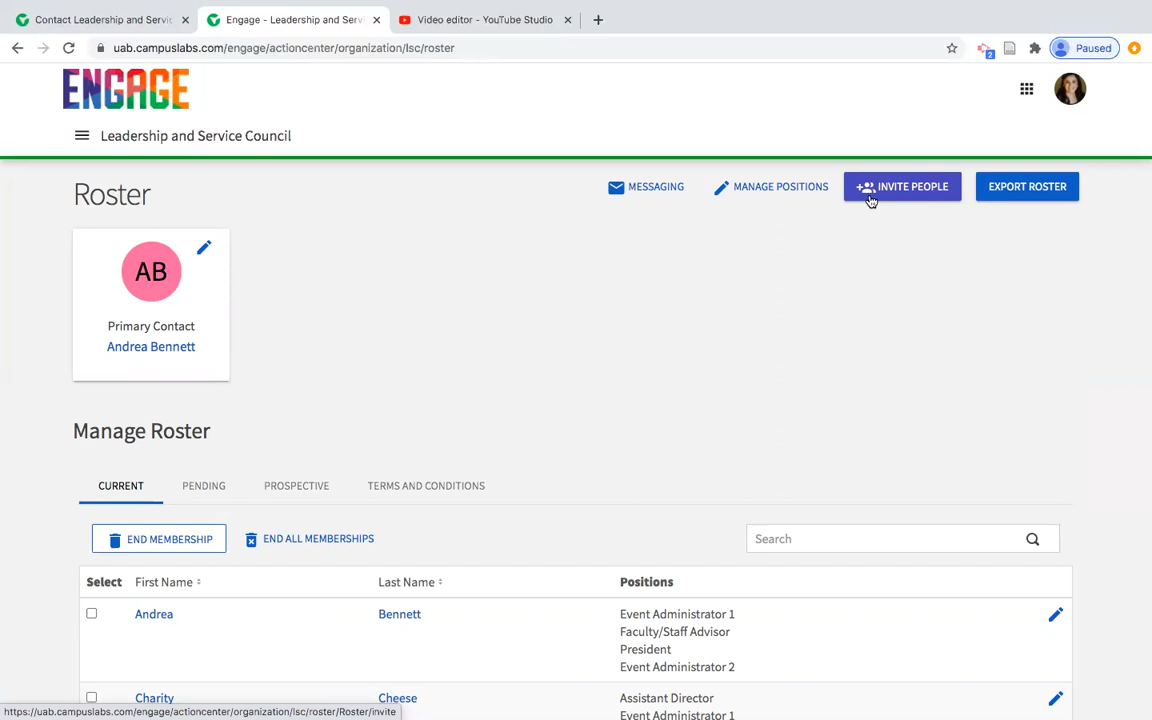 Contact Leadership and Servic
Engage - Leadership and Servi
Video editor - YouTube Studio
uab.campuslabs.com/engage/actioncenter/organization/lsc/roster
2
Paused
ENGAGE
Leadership and Service Council
Roster
MESSAGING
MANAGE POSITIONS
INVITE PEOPLE
EXPORT ROSTER
AB
Primary Contact
Andrea Bennett
Manage Roster
CURRENT
PENDING
PROSPECTIVE
TERMS AND CONDITIONS
END MEMBERSHIP
END ALL MEMBERSHIPS
Search
Select First Name Last Name Positions
Andrea Bennett Event Administrator 1
Faculty/Staff Advisor
President
Event Administrator 2
Charity Cheese Assistant Director
Event Administrator 1
https://uab.campuslabs.com/engage/actioncenter/organization/lsc/roster/Roster/invite